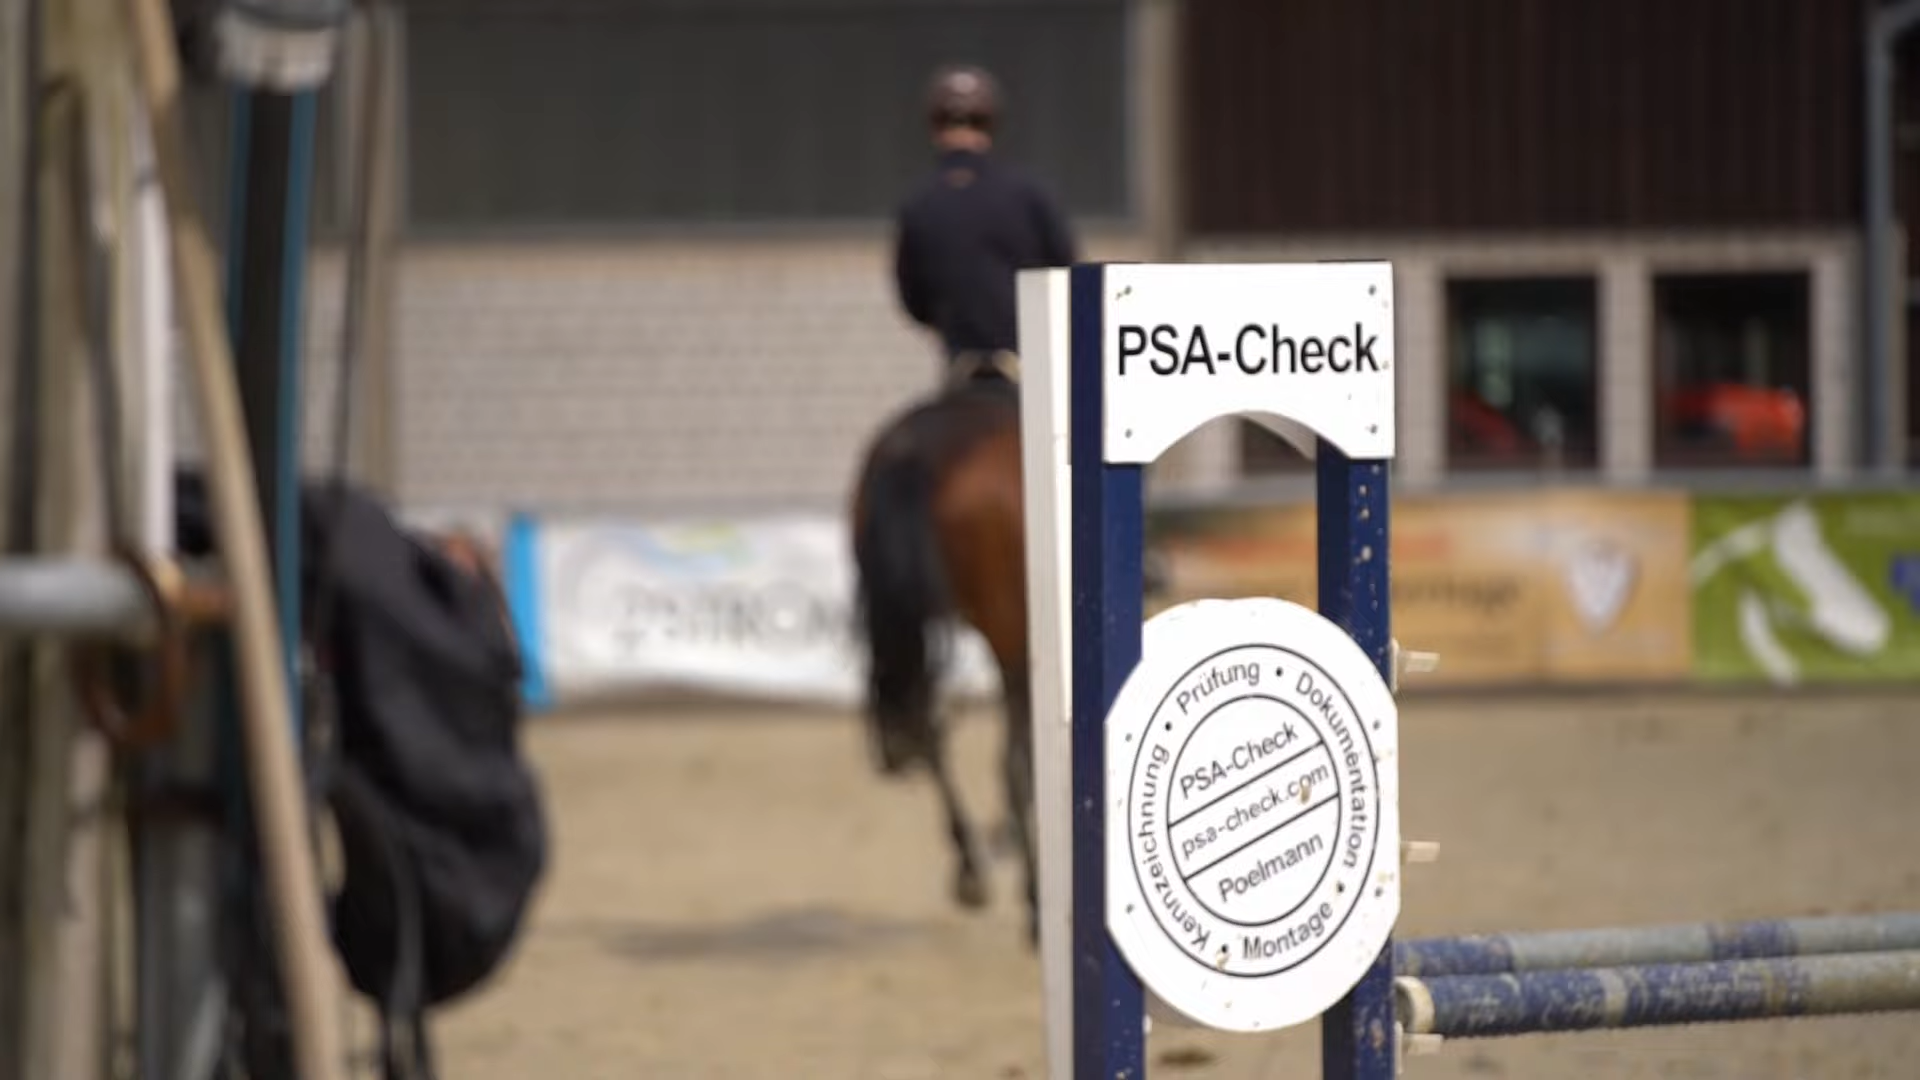 PSA-Check
Prüfung • Dokumentation • Montage • Kennzeichnung •
PSA-Check
psa-check.com
Poelmann